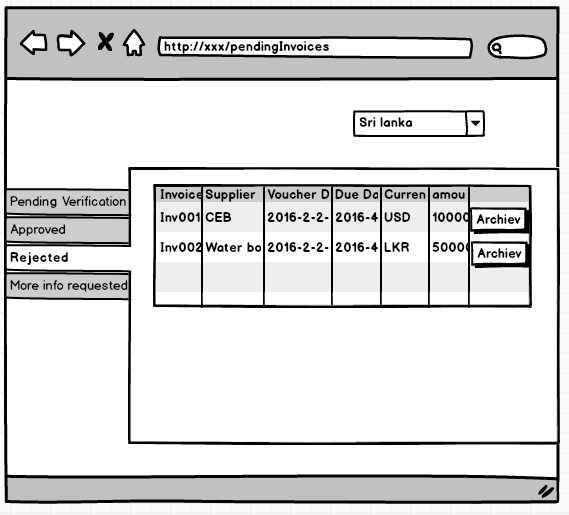 http://xxx/pendingInvoices
Sri lanka
Pending Verification
Approved
Rejected
More info requested
Invoice Supplier Voucher D Due Da Curren amou
Inv001 CEB 2016-2-2- 2016-4 USD 10000 Archiev
Inv002 Water bo 2016-2-2- 2016-4 LKR 50000 Archiev